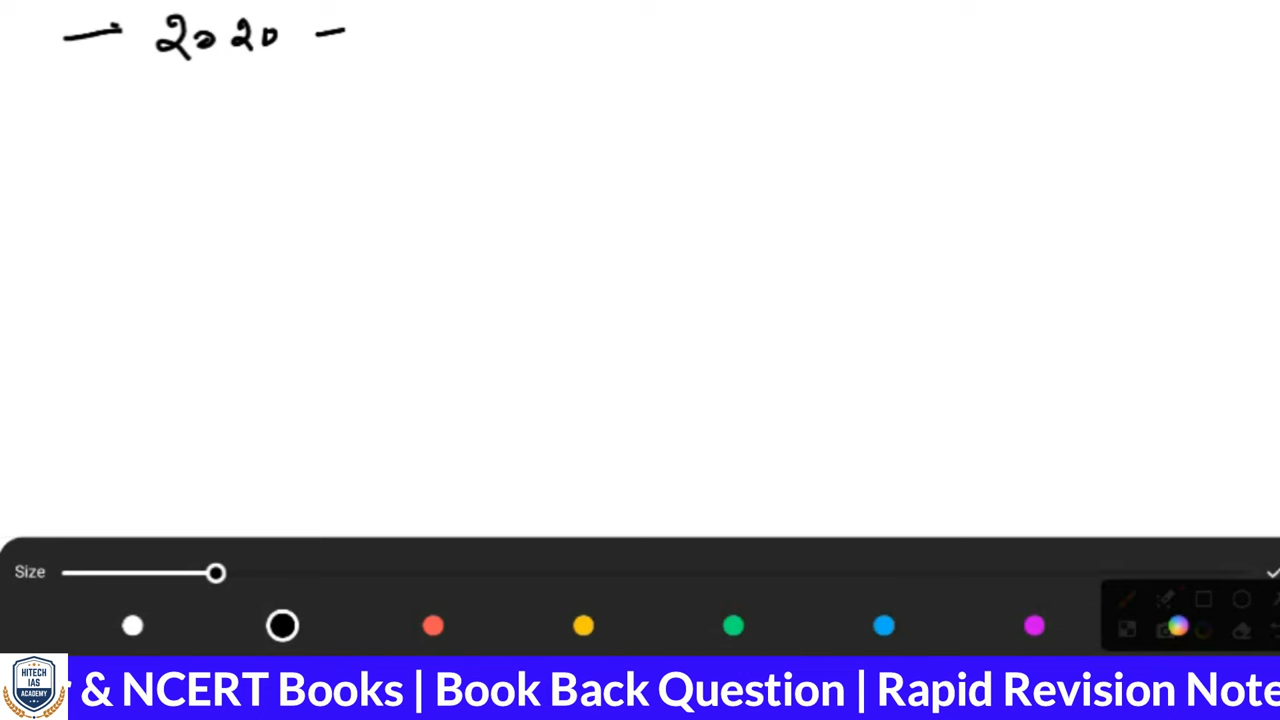 — 2020 -
Size
& NCERT Books | Book Back Question | Rapid Revision Note
HITECH
IAS
ACADEMY